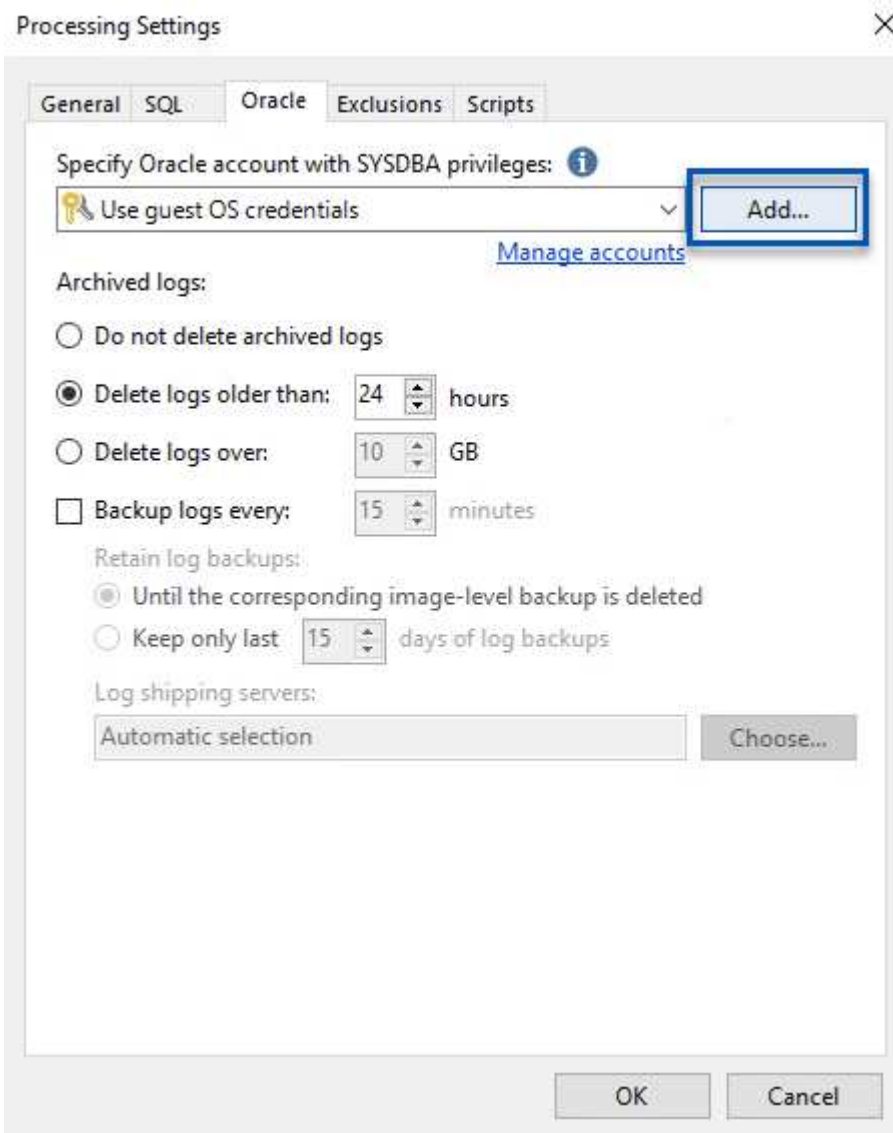 Processing Settings
General SQL Oracle Exclusions Scripts
Specify Oracle account with SYSDBA privileges:
Use guest OS credentials Add...
Manage accounts
Archived logs:
Do not delete archived logs
Delete logs older than: 24 hours
Delete logs over: 10 GB
Backup logs every: 15 minutes
Retain log backups:
Until the corresponding image-level backup is deleted
Keep only last 15 days of log backups
Log shipping servers:
Automatic selection Choose...
OK Cancel